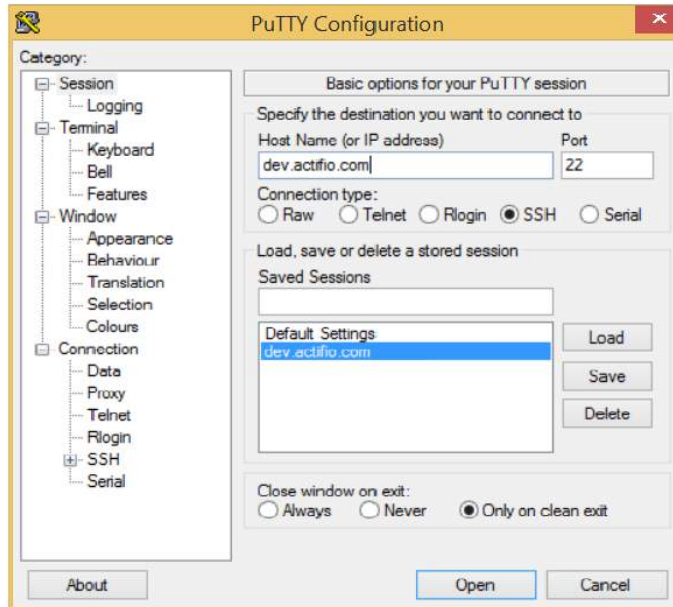 PuTTY Configuration
Category:
Session
Logging
Terminal
Keyboard
Bell
Features
Window
Appearance
Behaviour
Translation
Selection
Colours
Connection
Data
Proxy
Telnet
Rlogin
SSH
Serial
Basic options for your PuTTY session
Specify the destination you want to connect to
Host Name (or IP address) Port
dev.actifio.com 22
Connection type:
Raw Telnet Rlogin SSH Serial
Load, save or delete a stored session
Saved Sessions
Default Settings
dev.actifio.com
Load
Save
Delete
Close window on exit:
Always Never Only on clean exit
About Open Cancel